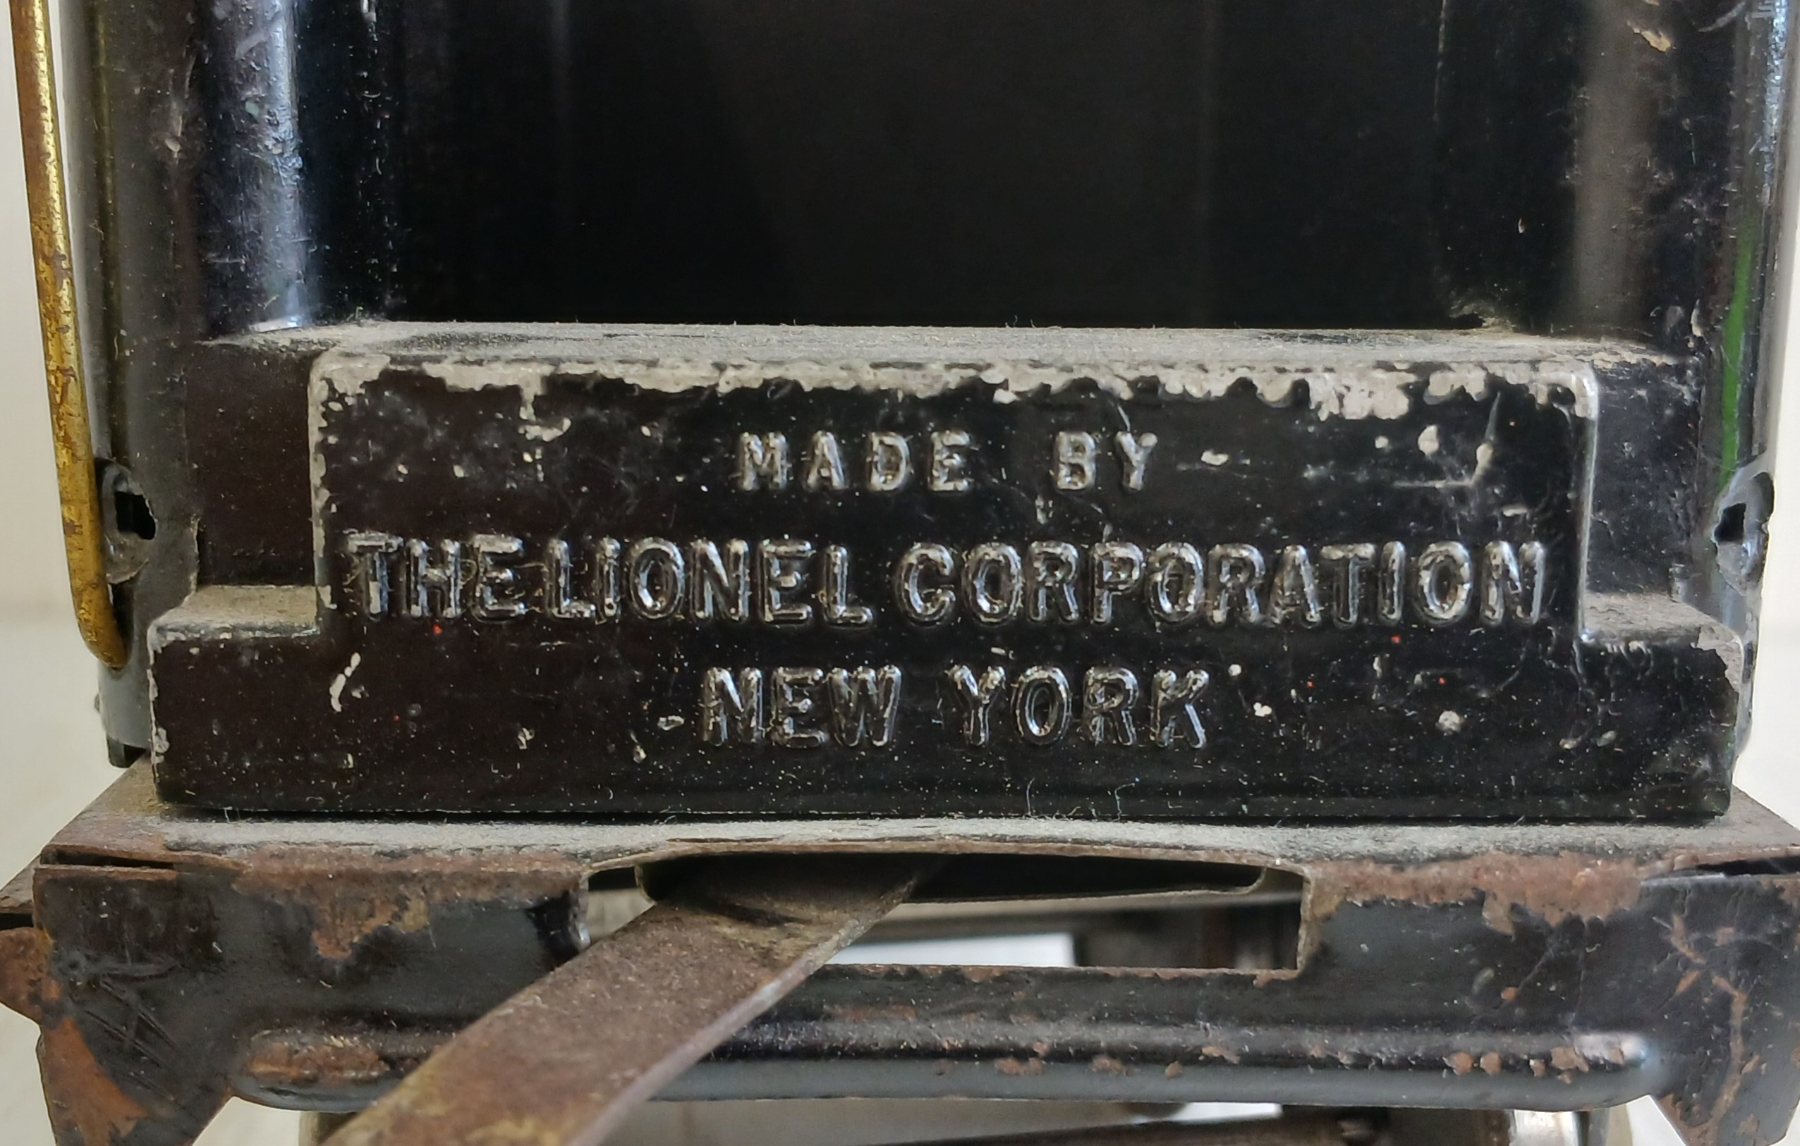 MADE BY
THE LIONEL CORPORATION
NEW YORK